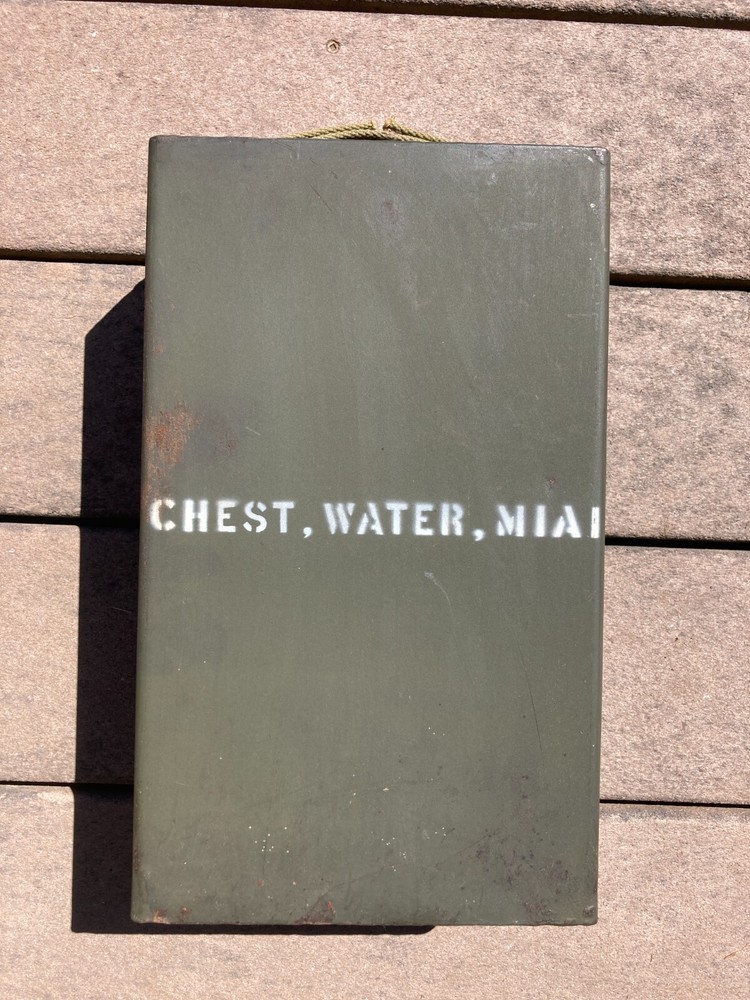 CHEST, WATER, M1A1